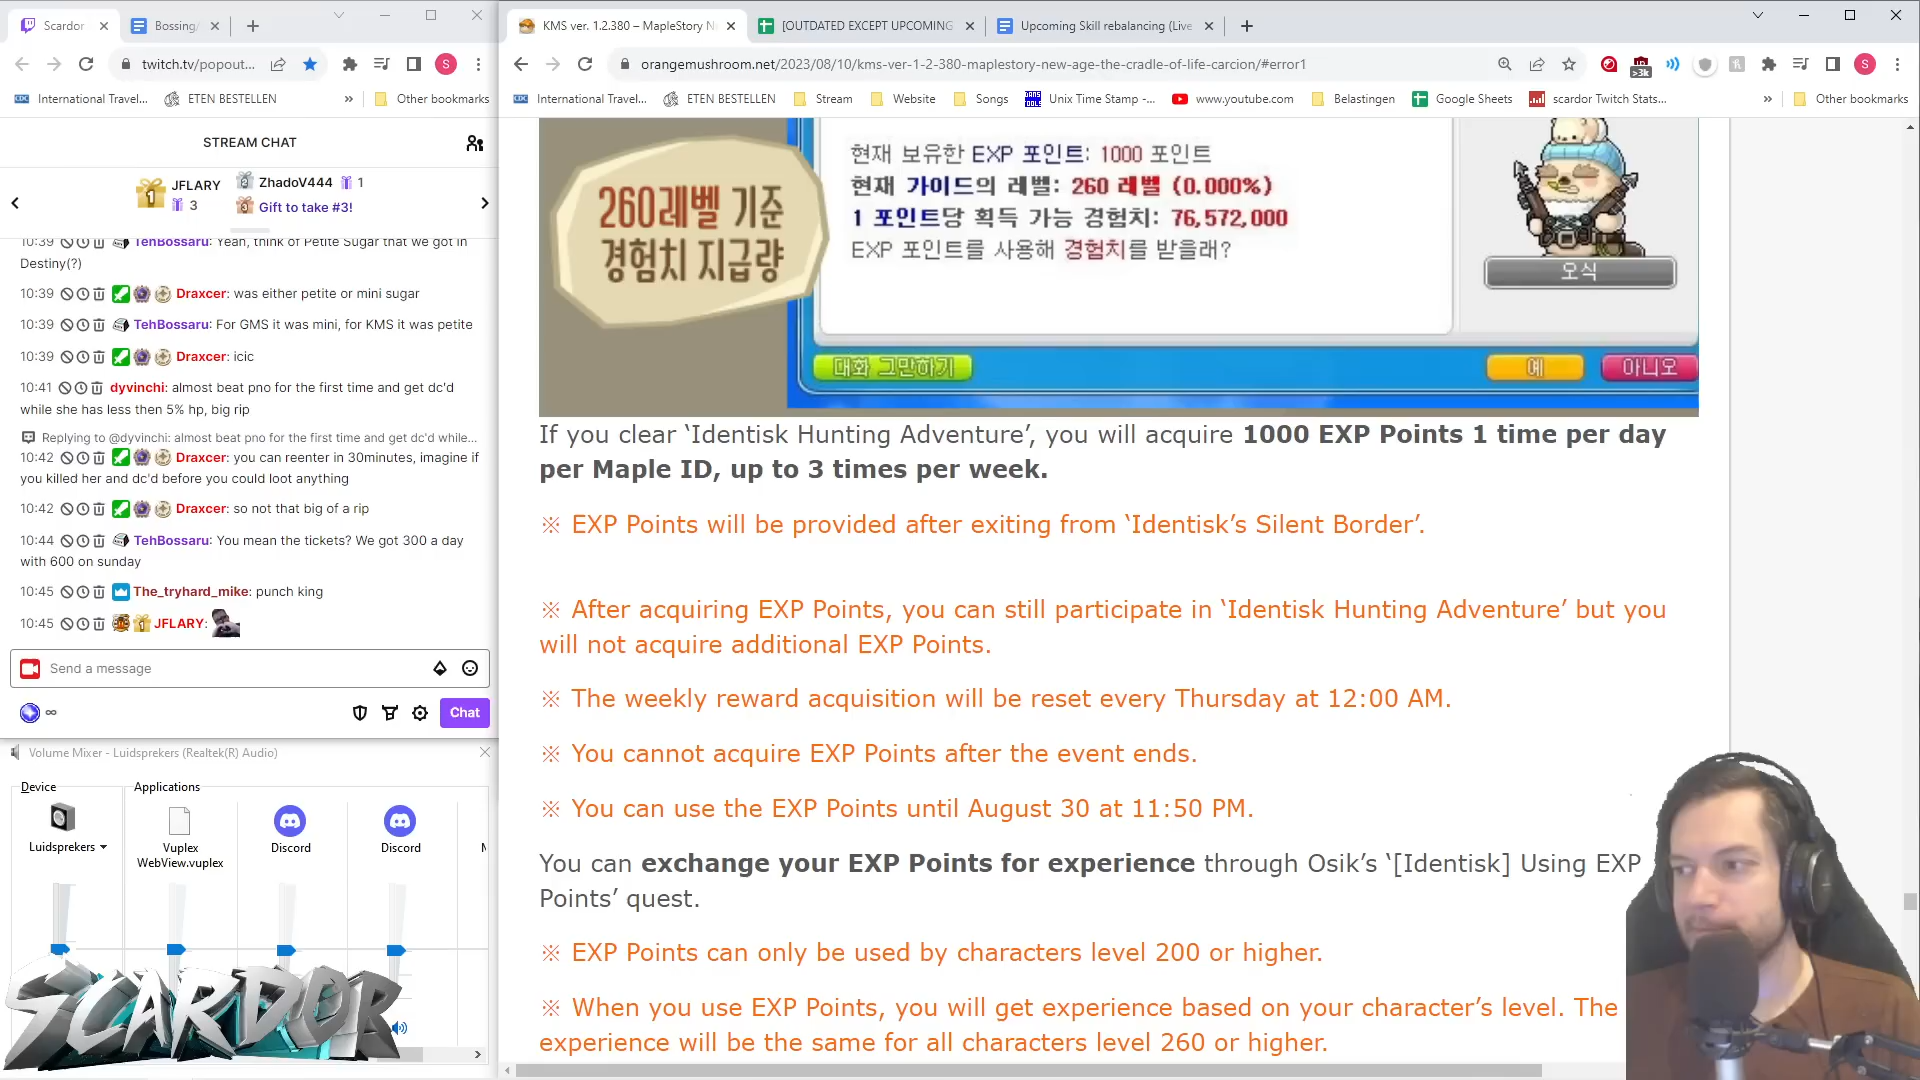 Scardor
Bossing/
KMS ver. 1.2.380 – MapleStory N
[OUTDATED EXCEPT UPCOMING
Upcoming Skill rebalancing (Live
twitch.tv/popout...
S
orangemushroom.net/2023/08/10/kms-ver-1-2-380-maplestory-new-age-the-cradle-of-life-carcion/#error1
>3k
S
International Travel...
ETEN BESTELLEN
»
Other bookmarks
International Travel...
ETEN BESTELLEN
Stream
Website
Songs
Unix Time Stamp -...
www.youtube.com
Belastingen
Google Sheets
scardor Twitch Stats...
»
Other bookmarks
STREAM CHAT
JFLARY
3
ZhadoV444 1
Gift to take #3!
10:39 TehBossaru: Yeah, think of Petite Sugar that we got in
Destiny(?)
10:39 Draxcer: was either petite or mini sugar
10:39 TehBossaru: For GMS it was mini, for KMS it was petite
10:39 Draxcer: icic
10:41 dyvinchi: almost beat pno for the first time and get dc'd
while she has less then 5% hp, big rip
Replying to @dyvinchi: almost beat pno for the first time and get dc'd while...
10:42 Draxcer: you can reenter in 30minutes, imagine if
you killed her and dc'd before you could loot anything
10:42 Draxcer: so not that big of a rip
10:44 TehBossaru: You mean the tickets? We got 300 a day
with 600 on sunday
10:45 The_tryhard_mike: punch king
10:45 JFLARY:
Send a message
∞
Chat
Volume Mixer - Luidsprekers (Realtek(R) Audio)
Device
Applications
Luidsprekers
Vuplex
WebView.vuplex
Discord
Discord
SCARDOR
260레벨 기준
경험치 지급량
현재 보유한 EXP 포인트: 1000 포인트
현재 가이드의 레벨: 260 레벨 (0.000%)
1 포인트당 획득 가능 경험치: 76,572,000
EXP 포인트를 사용해 경험치를 받을래?
오식
대화 그만하기
예
아니오
If you clear ‘Identisk Hunting Adventure’, you will acquire 1000 EXP Points 1 time per day
per Maple ID, up to 3 times per week.
※ EXP Points will be provided after exiting from ‘Identisk’s Silent Border’.
※ After acquiring EXP Points, you can still participate in ‘Identisk Hunting Adventure’ but you
will not acquire additional EXP Points.
※ The weekly reward acquisition will be reset every Thursday at 12:00 AM.
※ You cannot acquire EXP Points after the event ends.
※ You can use the EXP Points until August 30 at 11:50 PM.
You can exchange your EXP Points for experience through Osik’s ‘[Identisk] Using EXP
Points’ quest.
※ EXP Points can only be used by characters level 200 or higher.
※ When you use EXP Points, you will get experience based on your character’s level. The
experience will be the same for all characters level 260 or higher.